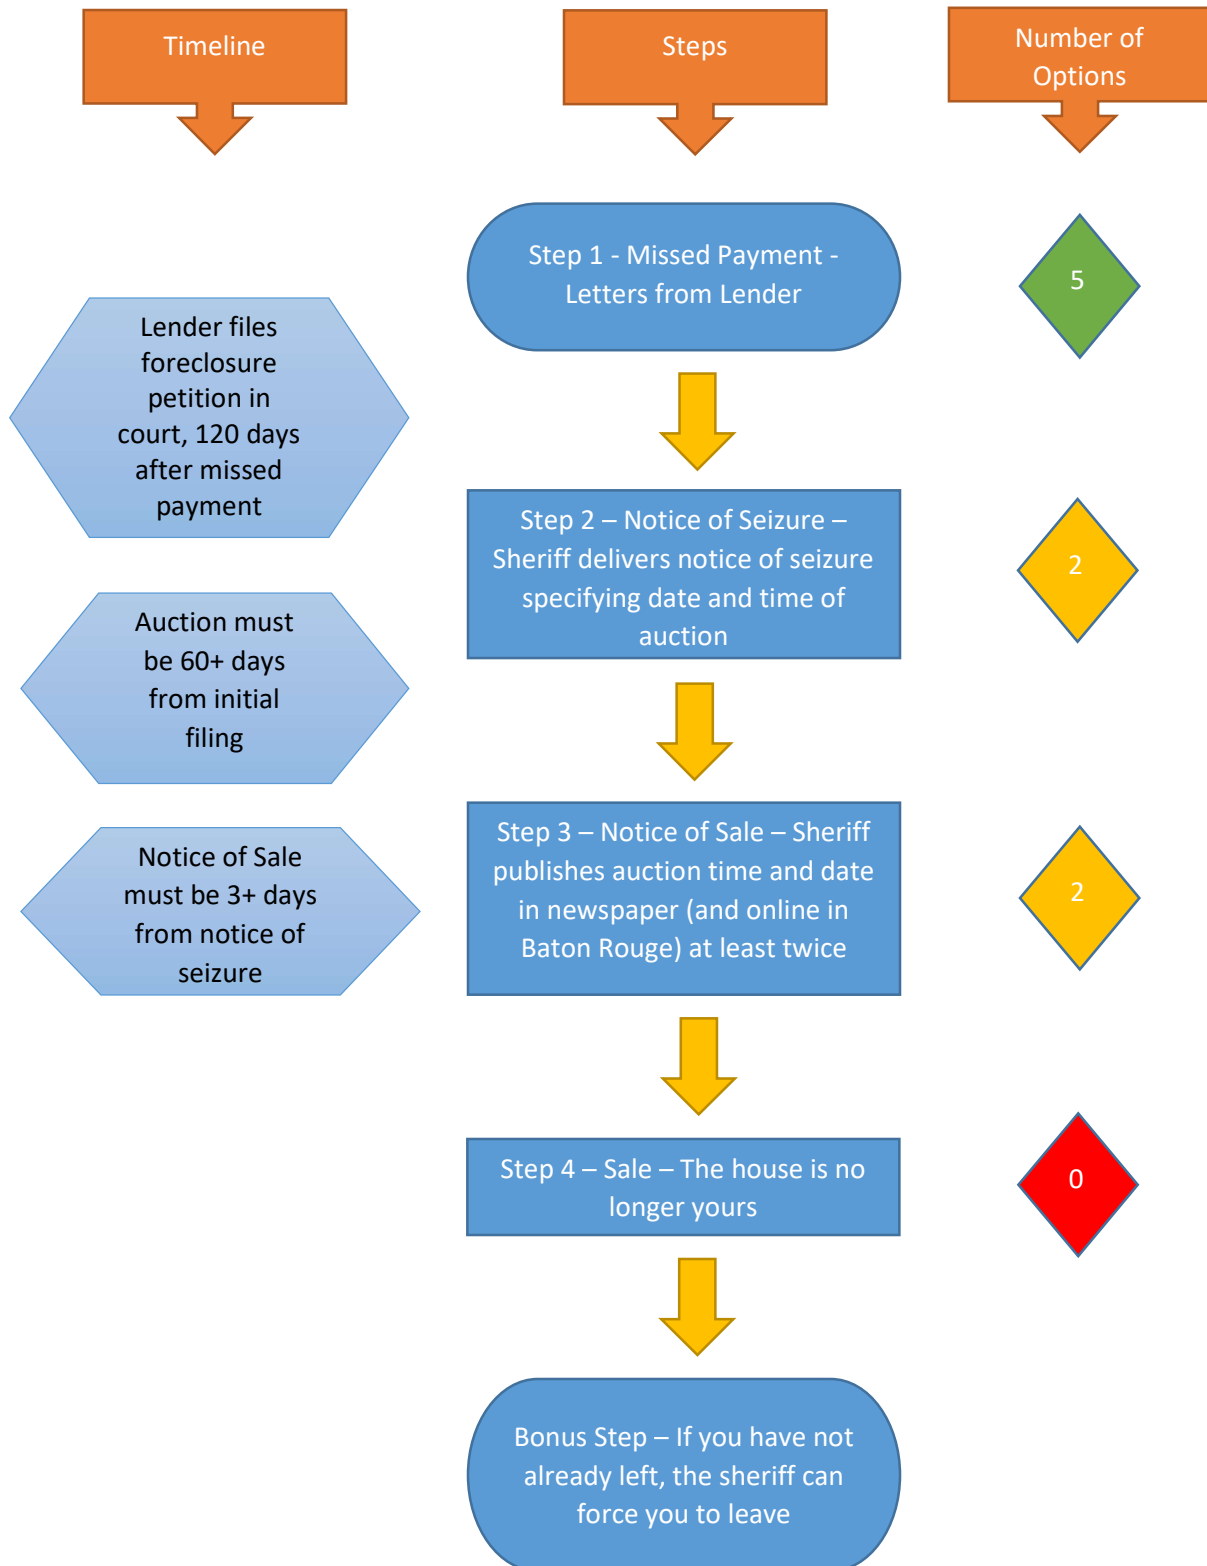 Timeline
Steps
Number of
Options
Step 1 - Missed Payment -
Letters from Lender
5
Lender files
foreclosure
petition in
court, 120 days
after missed
payment
Step 2 – Notice of Seizure –
Sheriff delivers notice of seizure
specifying date and time of
auction
2
Auction must
be 60+ days
from initial
filing
Step 3 – Notice of Sale – Sheriff
publishes auction time and date
in newspaper (and online in
Baton Rouge) at least twice
2
Notice of Sale
must be 3+ days
from notice of
seizure
Step 4 – Sale – The house is no
longer yours
0
Bonus Step – If you have not
already left, the sheriff can
force you to leave